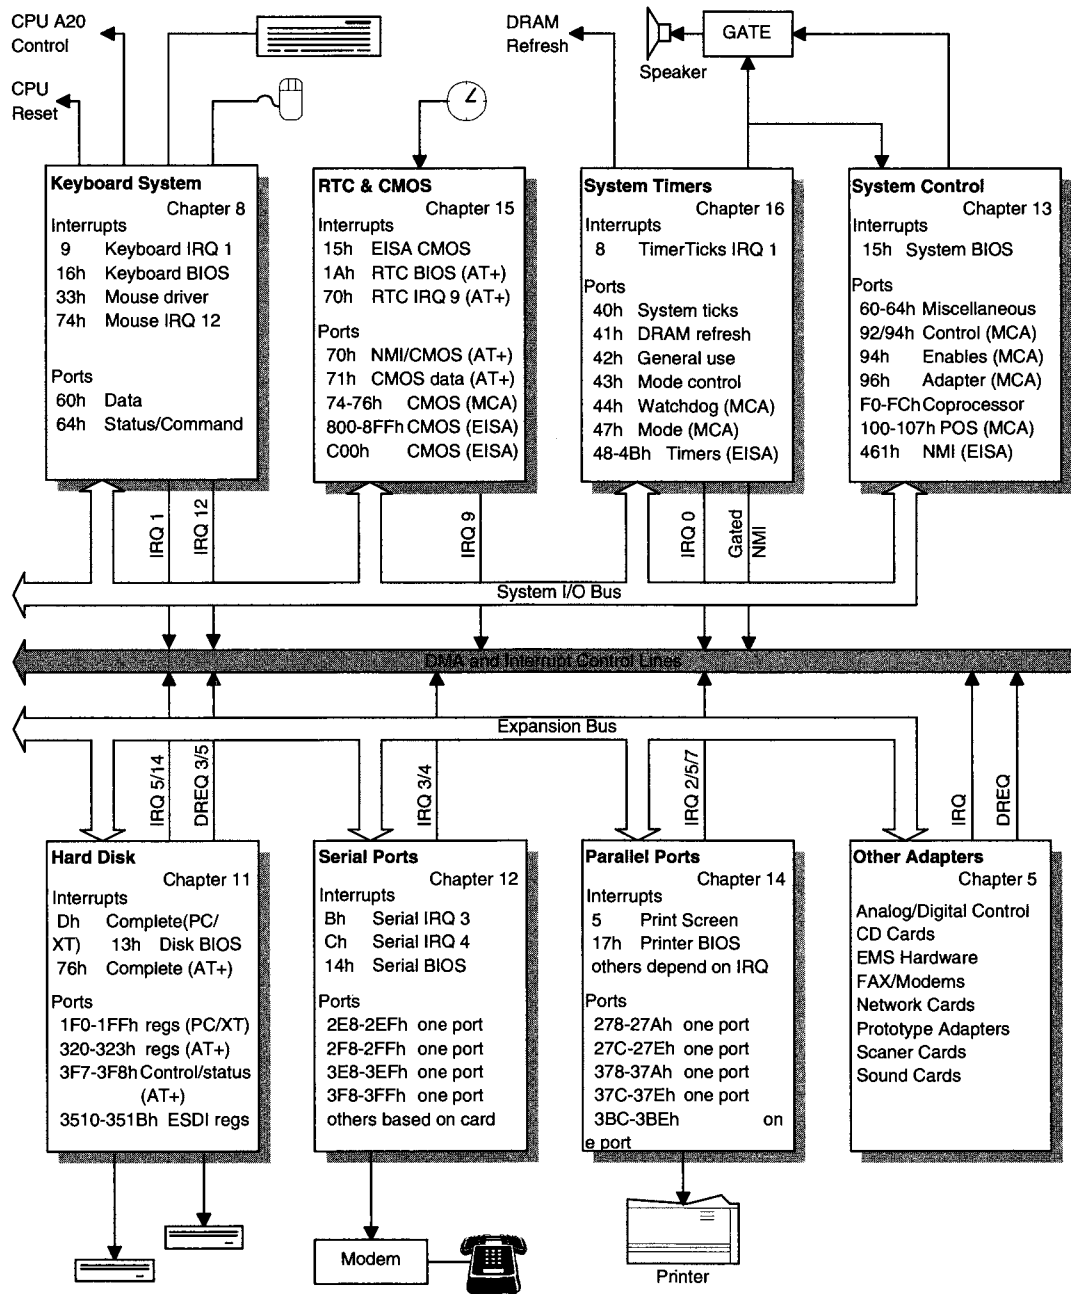 CPU A20
Control
CPU
Reset
DRAM
Refresh
Speaker
GATE
Keyboard System
Chapter 8
Interrupts
9 Keyboard IRQ 1
16h Keyboard BIOS
33h Mouse driver
74h Mouse IRQ 12
Ports
60h Data
64h Status/Command
RTC & CMOS
Chapter 15
Interrupts
15h EISA CMOS
1Ah RTC BIOS (AT+)
70h RTC IRQ 9 (AT+)
Ports
70h NMI/CMOS (AT+)
71h CMOS data (AT+)
74-76h CMOS (MCA)
800-8FFh CMOS (EISA)
C00h CMOS (EISA)
System Timers
Chapter 16
Interrupts
8 TimerTicks IRQ 1
Ports
40h System ticks
41h DRAM refresh
42h General use
43h Mode control
44h Watchdog (MCA)
47h Mode (MCA)
48-4Bh Timers (EISA)
System Control
Chapter 13
Interrupts
15h System BIOS
Ports
60-64h Miscellaneous
92/94h Control (MCA)
94h Enables (MCA)
96h Adapter (MCA)
F0-FCh Coprocessor
100-107h POS (MCA)
461h NMI (EISA)
IRQ 1
IRQ 12
IRQ 9
IRQ 0
Gated
NMI
System I/O Bus
DMA and Interrupt Control Lines
Expansion Bus
IRQ 5/14
DREQ 3/5
IRQ 3/4
IRQ 2/5/7
IRQ
DREQ
Hard Disk
Chapter 11
Interrupts
Dh Complete(PC/
XT) 13h Disk BIOS
76h Complete (AT+)
Ports
1F0-1FFh regs (PC/XT)
320-323h regs (AT+)
3F7-3F8h Control/status
(AT+)
3510-351Bh ESDI regs
Serial Ports
Chapter 12
Interrupts
Bh Serial IRQ 3
Ch Serial IRQ 4
14h Serial BIOS
Ports
2E8-2EFh one port
2F8-2FFh one port
3E8-3EFh one port
3F8-3FFh one port
others based on card
Parallel Ports
Chapter 14
Interrupts
5 Print Screen
17h Printer BIOS
others depend on IRQ
Ports
278-27Ah one port
27C-27Eh one port
378-37Ah one port
37C-37Eh one port
3BC-3BEh on
e port
Other Adapters
Chapter 5
Analog/Digital Control
CD Cards
EMS Hardware
FAX/Modems
Network Cards
Prototype Adapters
Scaner Cards
Sound Cards
Modem
Printer